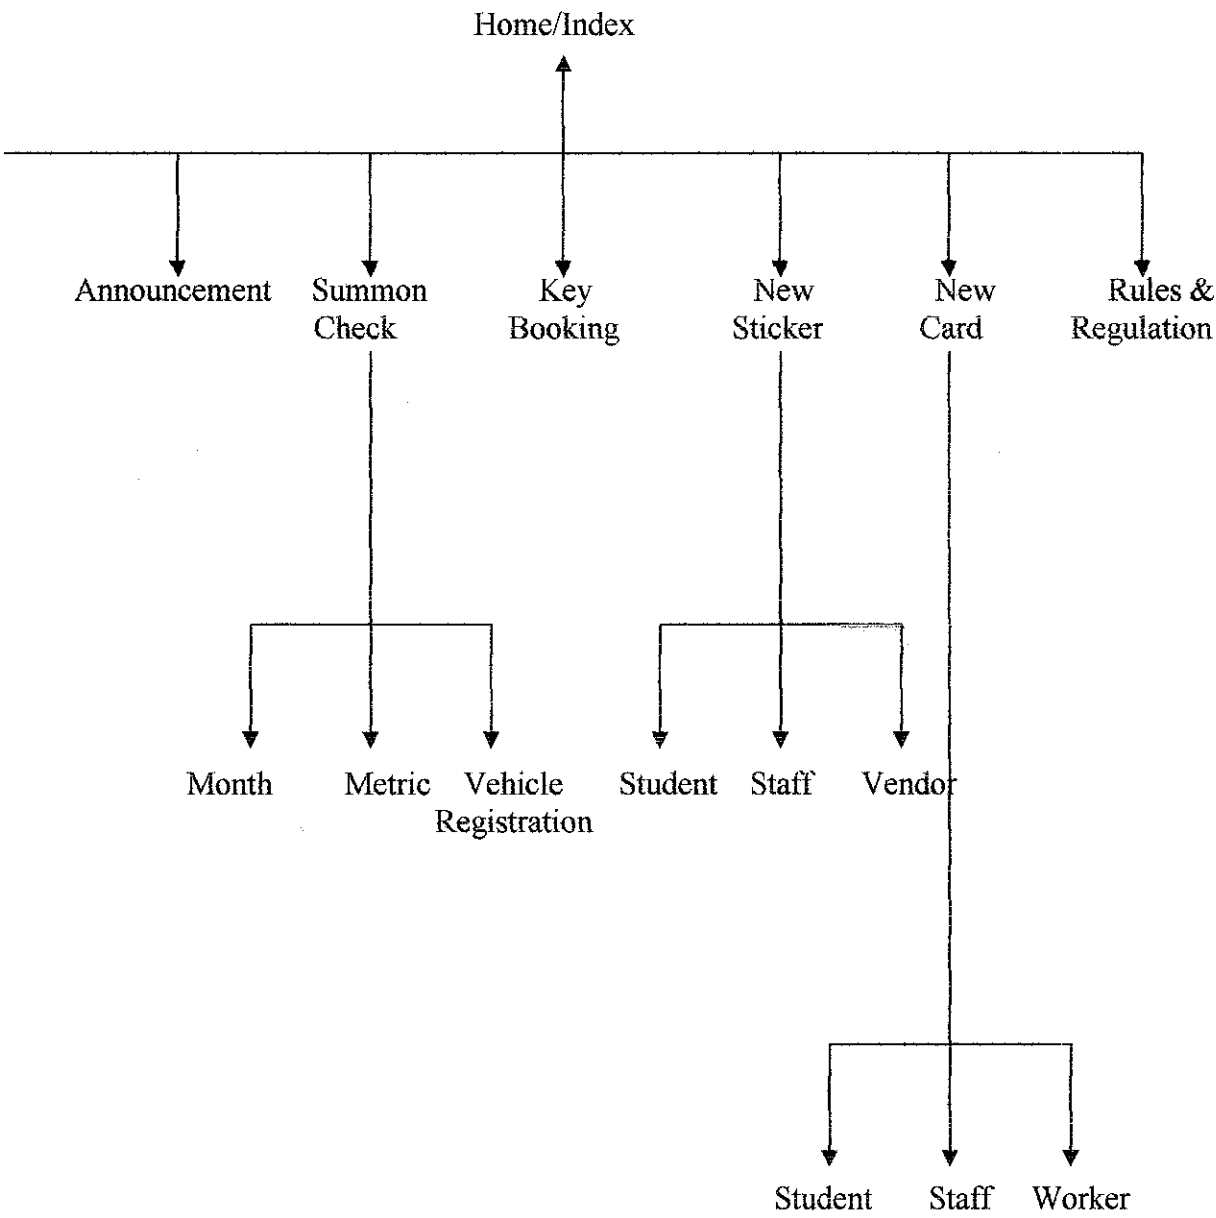 Home/Index
Announcement Summon Key New New Rules &
Check Booking Sticker Card Regulation
Month Metric Vehicle Student Staff Vendor
Registration
Student Staff Worker